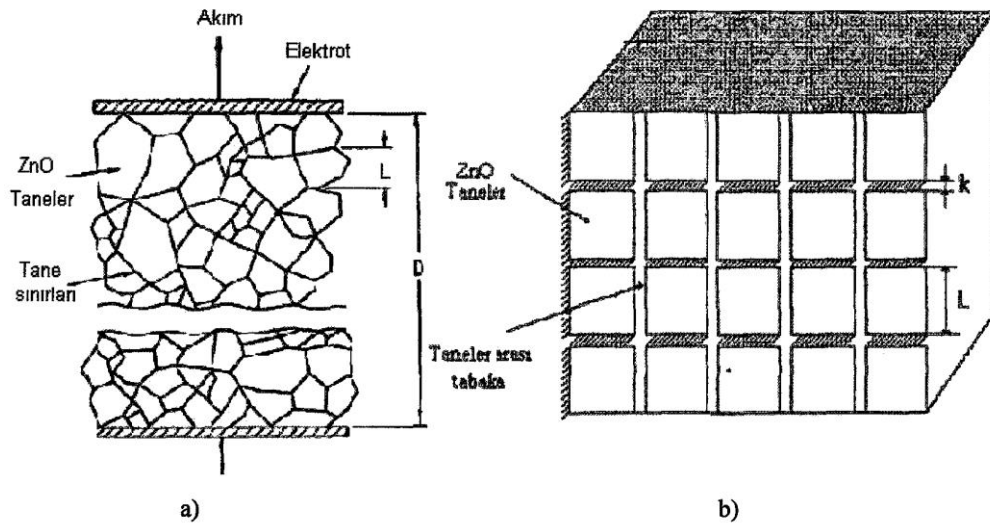 Akım
Elektrot
ZnO
Taneler
L
Tane
sınırları
D
a)
ZnO
Taneler
k
L
Taneler arası
tabaka
b)